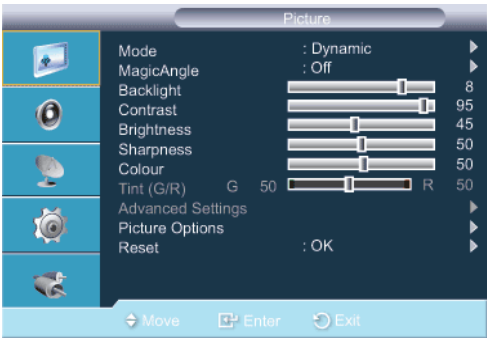 Picture
Mode : Dynamic
MagicAngle : Off
Backlight 8
Contrast 95
Brightness 45
Sharpness 50
Colour 50
Tint (G/R) G 50 R 50
Advanced Settings
Picture Options
Reset : OK
Move Enter Exit